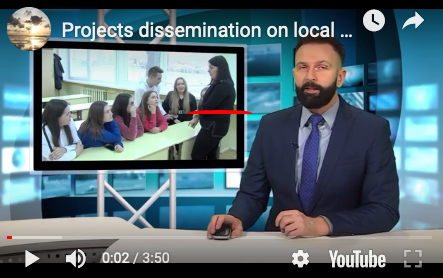 Projects dissemination on local ...
0:02 / 3:50
YouTube